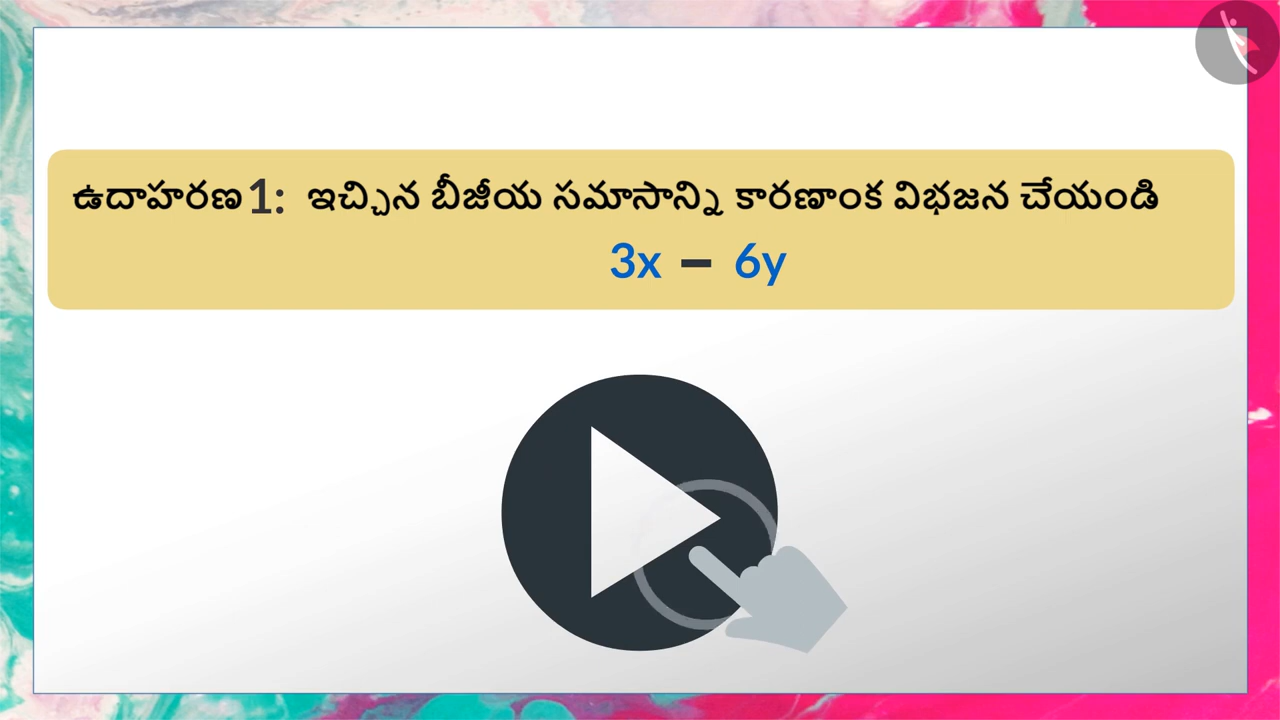 ఉదాహరణ 1: ఇచ్చిన బీజీయ సమాసాన్ని కారణాంక విభజన చేయండి
3x − 6y